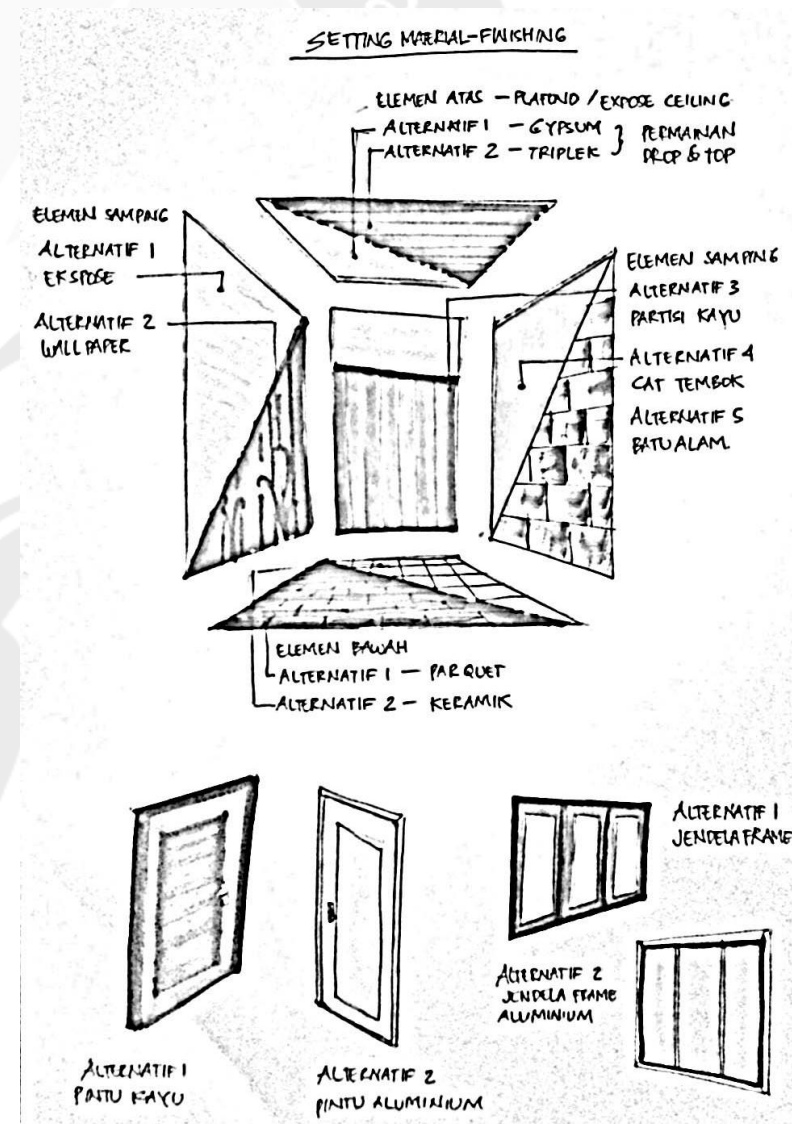 SETTING MATERIAL-FINISHING
ELEMEN ATAS – PLAFOND / EXPOSE CEILING
ALTERNATIF 1 – GYPSUM } PERMAINAN
ALTERNATIF 2 – TRIPLEK DROP & TOP
ELEMEN SAMPING
ALTERNATIF 1
EKSPOSE
ALTERNATIF 2
WALLPAPER
ELEMEN SAMPING
ALTERNATIF 3
PARTISI KAYU
ALTERNATIF 4
CAT TEMBOK
ALTERNATIF 5
BATU ALAM
ELEMEN BAWAH
ALTERNATIF 1 – PARQUET
ALTERNATIF 2 – KERAMIK
ALTERNATIF 1
PINTU KAYU
ALTERNATIF 2
PINTU ALUMINIUM
ALTERNATIF 1
JENDELA FRAME
ALTERNATIF 2
JENDELA FRAME
ALUMINIUM